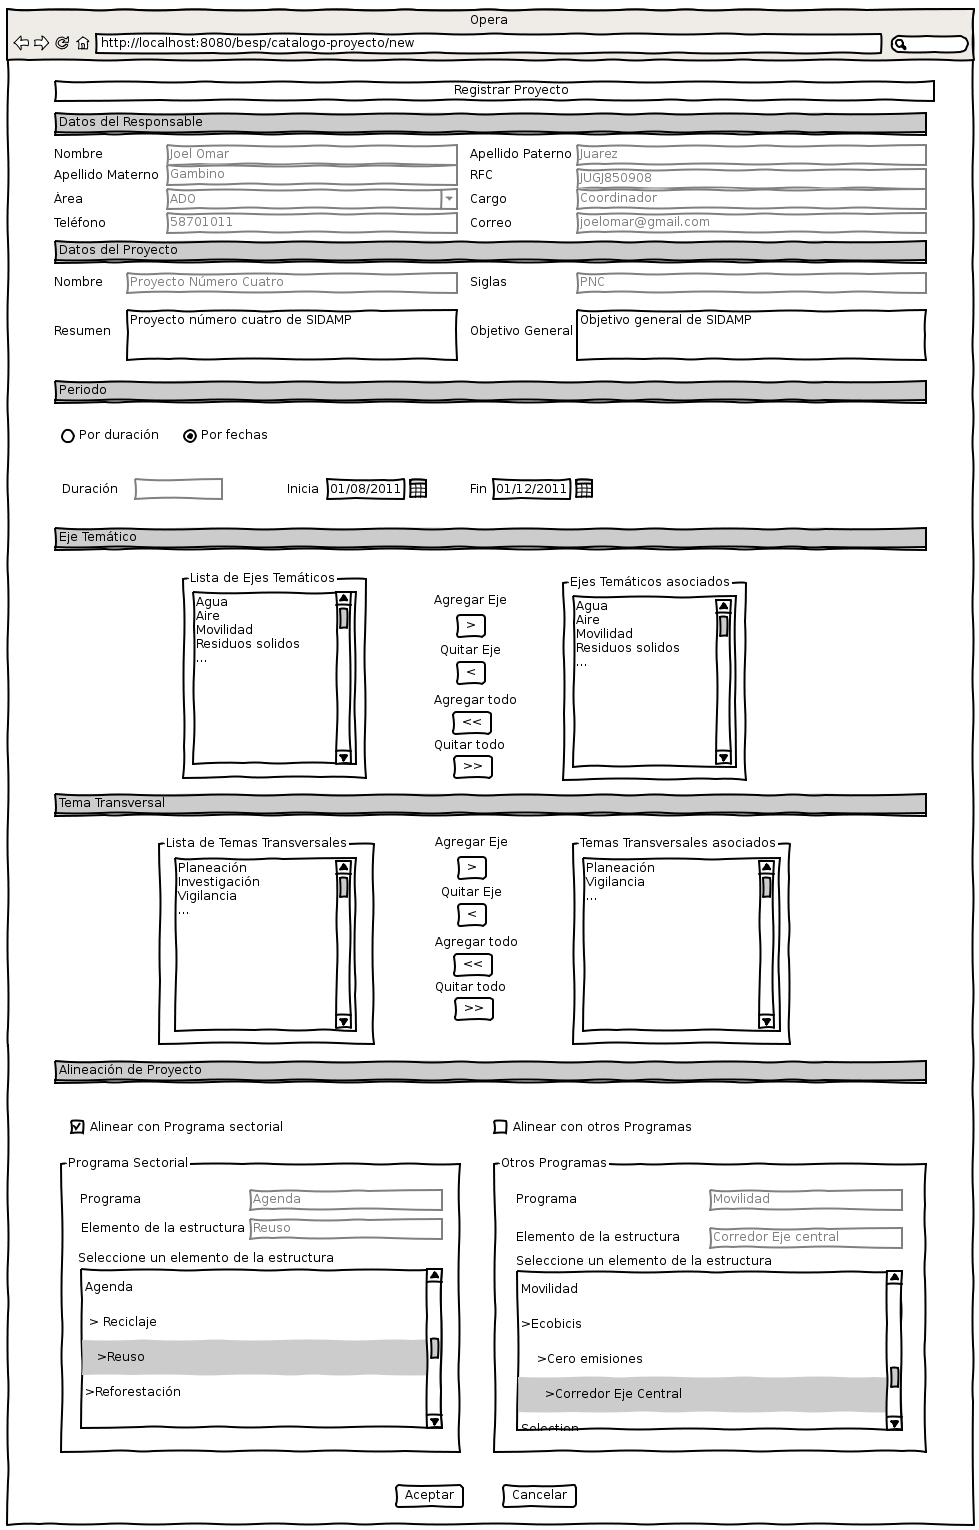 Opera
http://localhost:8080/besp/catalogo-proyecto/new
Registrar Proyecto
Datos del Responsable
Nombre Joel Omar Apellido Paterno Juarez
Apellido Materno Gambino RFC JUGJ850908
Área ADO Cargo Coordinador
Teléfono 58701011 Correo joelomar@gmail.com
Datos del Proyecto
Nombre Proyecto Número Cuatro Siglas PNC
Resumen Proyecto número cuatro de SIDAMP Objetivo General Objetivo general de SIDAMP
Periodo
Por duración Por fechas
Duración Inicia 01/08/2011 Fin 01/12/2011
Eje Temático
Lista de Ejes Temáticos
Agua
Aire
Movilidad
Residuos solidos
...
Agregar Eje
>
Quitar Eje
<
Agregar todo
<<
Quitar todo
>>
Ejes Temáticos asociados
Agua
Aire
Movilidad
Residuos solidos
...
Tema Transversal
Lista de Temas Transversales
Planeación
Investigación
Vigilancia
...
Agregar Eje
>
Quitar Eje
<
Agregar todo
<<
Quitar todo
>>
Temas Transversales asociados
Planeación
Vigilancia
...
Alineación de Proyecto
Alinear con Programa sectorial
Programa Sectorial
Programa Agenda
Elemento de la estructura Reuso
Seleccione un elemento de la estructura
Agenda
> Reciclaje
>Reuso
>Reforestación
Alinear con otros Programas
Otros Programas
Programa Movilidad
Elemento de la estructura Corredor Eje central
Seleccione un elemento de la estructura
Movilidad
>Ecobicis
>Cero emisiones
>Corredor Eje Central
Selection
Aceptar Cancelar